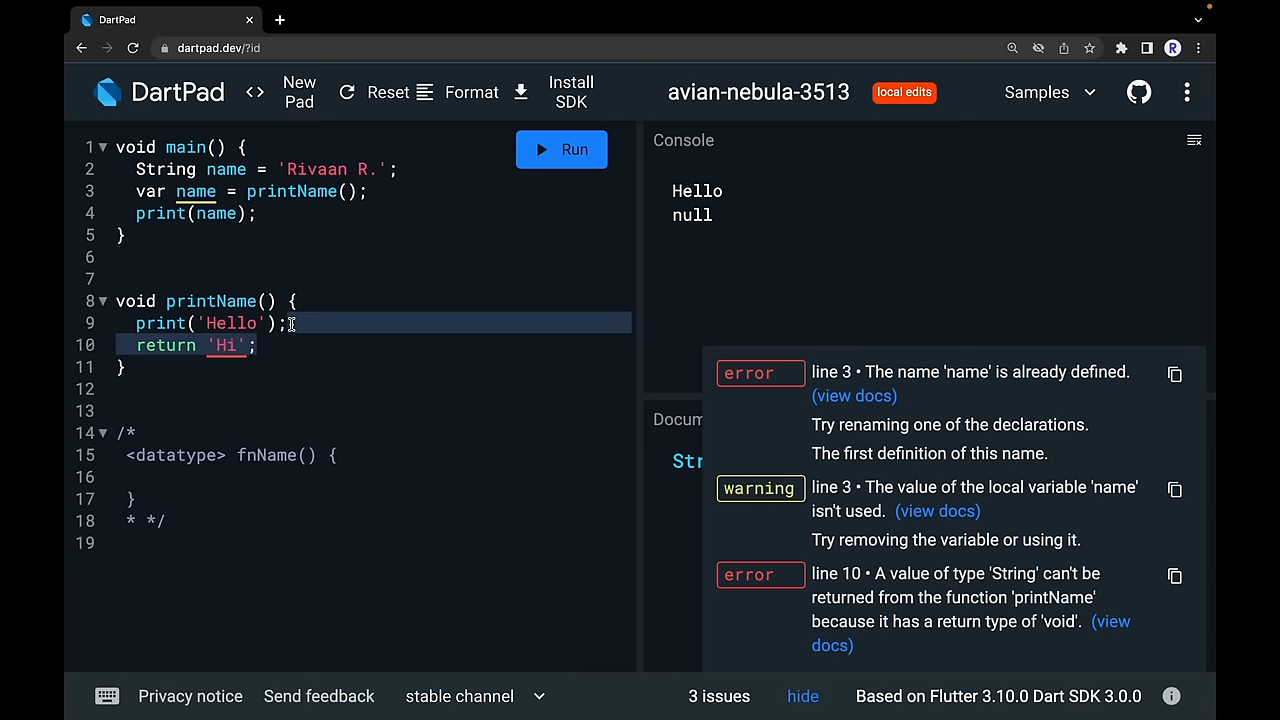 DartPad
dartpad.dev/?id
R
DartPad
<>
New Pad
Reset
Format
Install SDK
avian-nebula-3513
local edits
Samples
1 void main() {
2 String name = 'Rivaan R.';
3 var name = printName();
4 print(name);
5 }
6
7
8 void printName() {
9 print('Hello');
10 return 'Hi';
11 }
12
13
14 /*
15 <datatype> fnName() {
16
17 }
18 * */
19
Run
Console
Hello
null
Docum
Str
error line 3 • The name 'name' is already defined.
(view docs)
Try renaming one of the declarations.
The first definition of this name.
warning line 3 • The value of the local variable 'name'
isn't used. (view docs)
Try removing the variable or using it.
error line 10 • A value of type 'String' can't be
returned from the function 'printName'
because it has a return type of 'void'. (view
docs)
Privacy notice
Send feedback
stable channel
3 issues
hide
Based on Flutter 3.10.0 Dart SDK 3.0.0